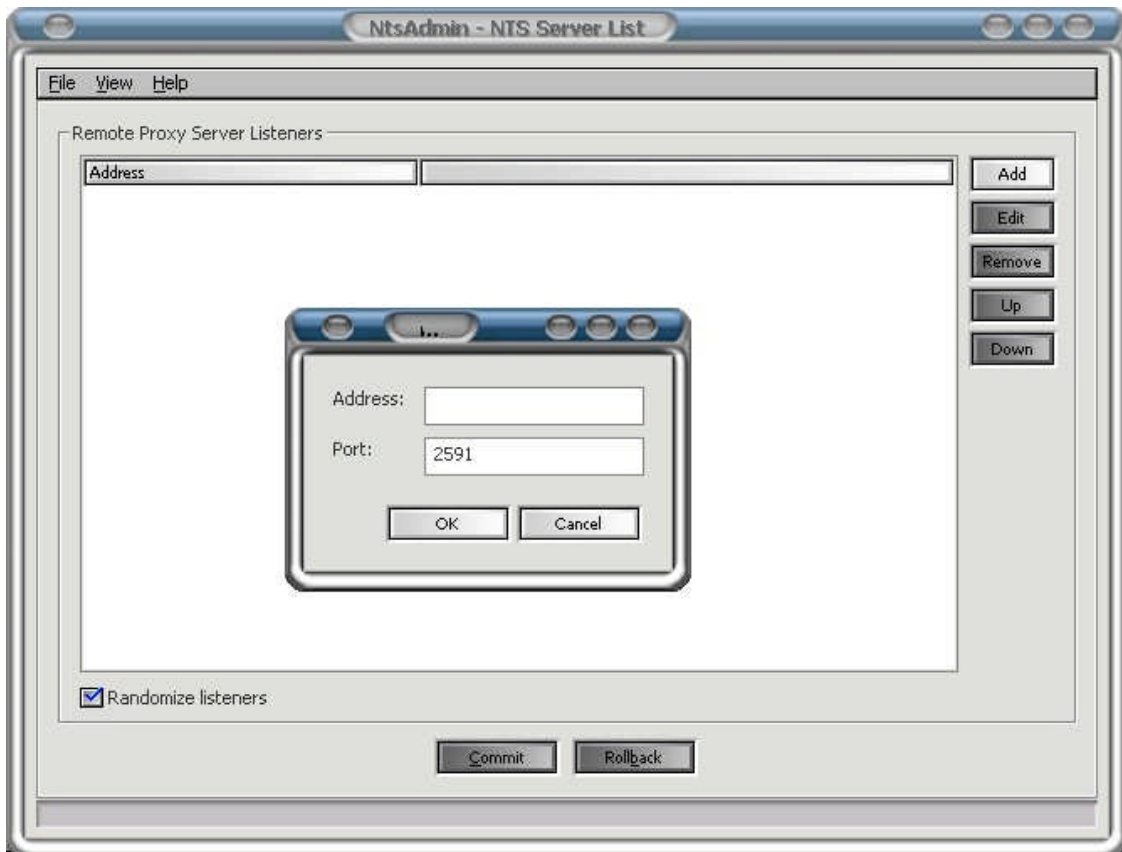 NtsAdmin - NTS Server List
File View Help
Remote Proxy Server Listeners
Address
Add
Edit
Remove
Up
Down
Address:
Port: 2591
OK Cancel
Randomize listeners
Commit Rollback